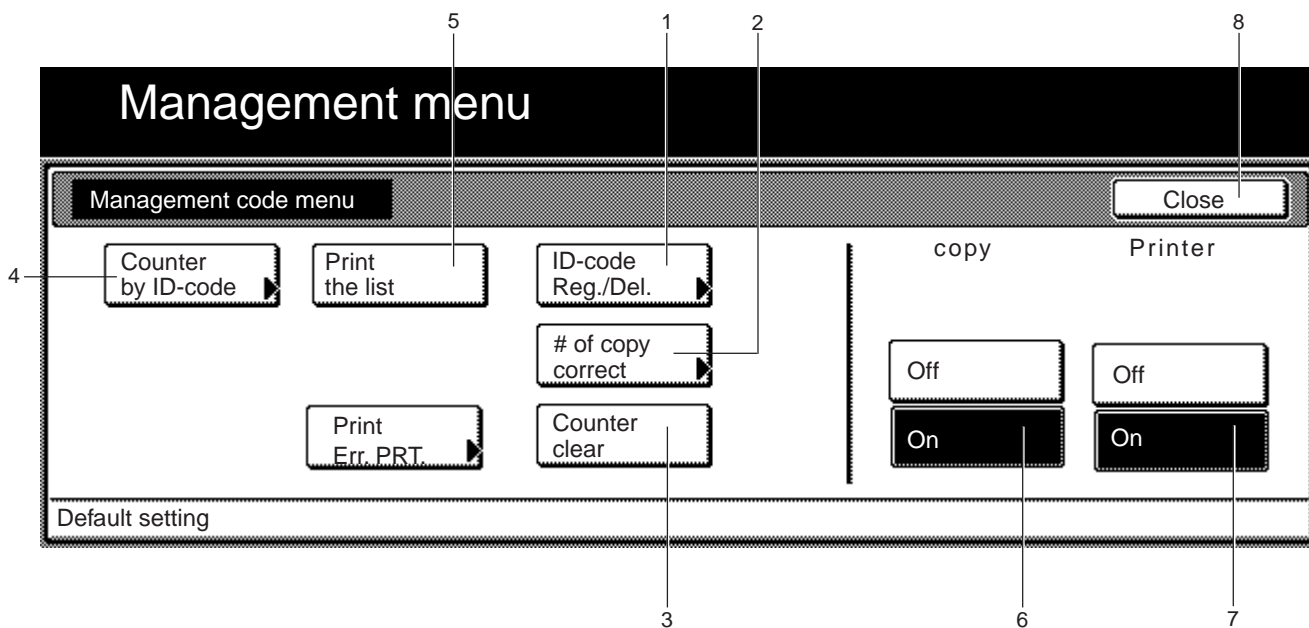 5 1 2 8
Management menu
Management code menu
Close
copy Printer
4
Counter
by ID-code
Print
the list
ID-code
Reg./Del.
# of copy
correct
Off
Off
Print
Err. PRT.
Counter
clear
On
On
Default setting
3 6 7